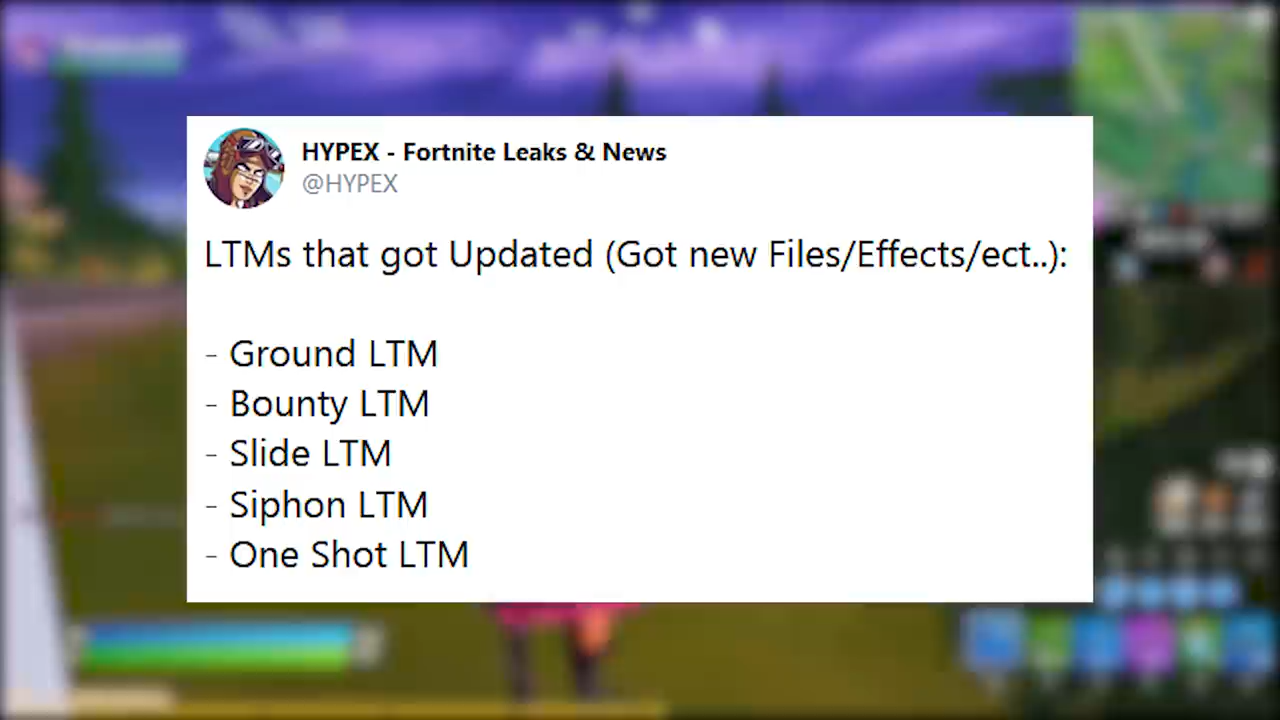 HYPEX - Fortnite Leaks & News
@HYPEX
LTMs that got Updated (Got new Files/Effects/ect..):
- Ground LTM
- Bounty LTM
- Slide LTM
- Siphon LTM
- One Shot LTM